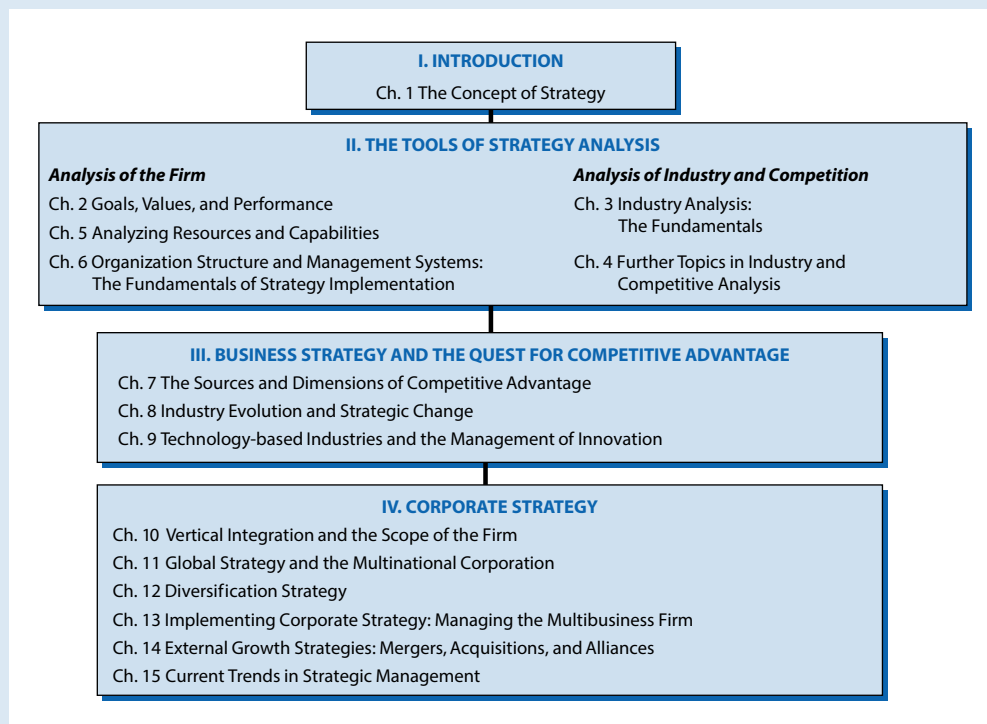 I. INTRODUCTION
Ch. 1 The Concept of Strategy
II. THE TOOLS OF STRATEGY ANALYSIS
Analysis of the Firm
Ch. 2 Goals, Values, and Performance
Ch. 5 Analyzing Resources and Capabilities
Ch. 6 Organization Structure and Management Systems:
The Fundamentals of Strategy Implementation
Analysis of Industry and Competition
Ch. 3 Industry Analysis:
The Fundamentals
Ch. 4 Further Topics in Industry and
Competitive Analysis
III. BUSINESS STRATEGY AND THE QUEST FOR COMPETITIVE ADVANTAGE
Ch. 7 The Sources and Dimensions of Competitive Advantage
Ch. 8 Industry Evolution and Strategic Change
Ch. 9 Technology-based Industries and the Management of Innovation
IV. CORPORATE STRATEGY
Ch. 10 Vertical Integration and the Scope of the Firm
Ch. 11 Global Strategy and the Multinational Corporation
Ch. 12 Diversification Strategy
Ch. 13 Implementing Corporate Strategy: Managing the Multibusiness Firm
Ch. 14 External Growth Strategies: Mergers, Acquisitions, and Alliances
Ch. 15 Current Trends in Strategic Management